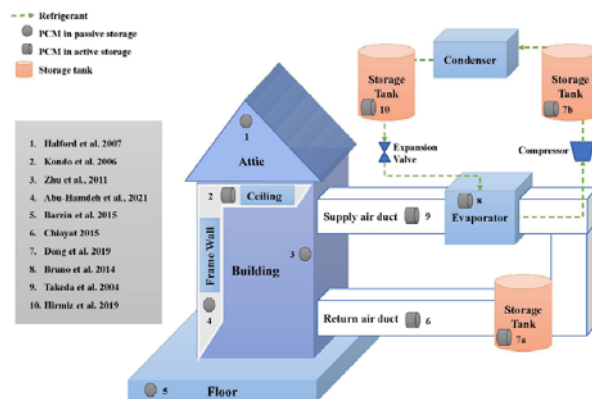 Refrigerant
PCM in passive storage
PCM in active storage
Storage tank
1. Halford et al. 2007
2. Kondo et al. 2006
3. Zhu et al., 2011
4. Abu-Hamdeh et al., 2021
5. Barzin et al. 2015
6. Chiayat 2015
7. Dong et al. 2019
8. Bruno et al. 2014
9. Takeda et al. 2004
10. Hirmiz et al. 2019
Storage
Tank
10
Condenser
Storage
Tank
7b
Expansion
Valve
Compressor
1
Attic
2
Ceiling
Frame Wall
Building
3
4
5
Floor
Supply air duct
9
8
Evaporator
Return air duct
6
Storage
Tank
7a